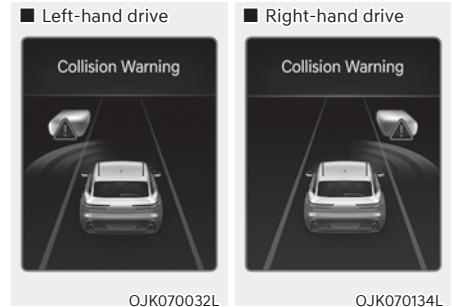 ■ Left-hand drive
Collision Warning
OJK070032L
■ Right-hand drive
Collision Warning
OJK070134L